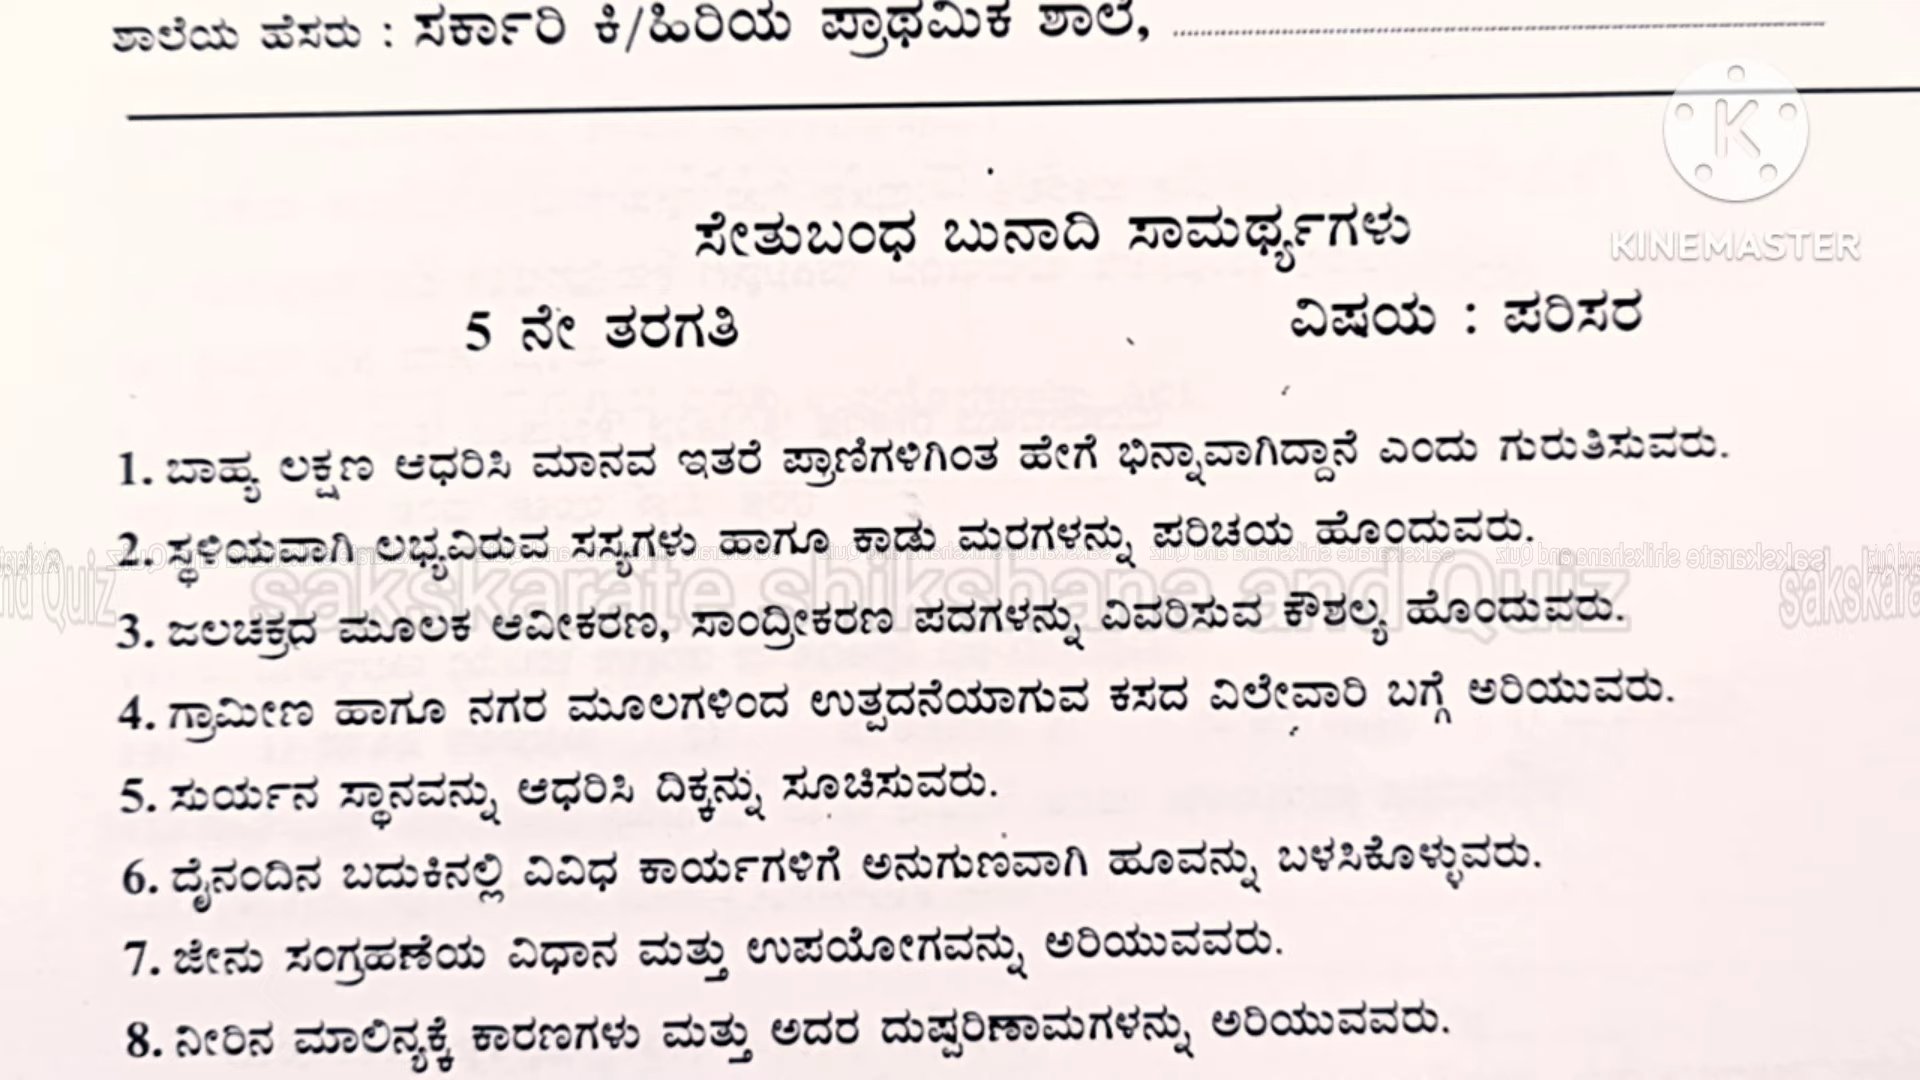 ಶಾಲೆಯ ಹೆಸರು : ಸರ್ಕಾರಿ ಕಿ/ಹಿರಿಯ ಪ್ರಾಥಮಿಕ ಶಾಲೆ, ........................
KINEMASTER
ಸೇತುಬಂಧ ಬುನಾದಿ ಸಾಮರ್ಥ್ಯಗಳು
5 ನೇ ತರಗತಿ ವಿಷಯ : ಪರಿಸರ
1. ಬಾಹ್ಯ ಲಕ್ಷಣ ಆಧರಿಸಿ ಮಾನವ ಇತರೆ ಪ್ರಾಣಿಗಳಿಗಿಂತ ಹೇಗೆ ಭಿನ್ನಾವಾಗಿದ್ದಾನೆ ಎಂದು ಗುರುತಿಸುವರು.
2. ಸ್ಥಳಿಯವಾಗಿ ಲಭ್ಯವಿರುವ ಸಸ್ಯಗಳು ಹಾಗೂ ಕಾಡು ಮರಗಳನ್ನು ಪರಿಚಯ ಹೊಂದುವರು.
sakskarate shikshana and Quiz
3. ಜಲಚಕ್ರದ ಮೂಲಕ ಆವೀಕರಣ, ಸಾಂದ್ರೀಕರಣ ಪದಗಳನ್ನು ವಿವರಿಸುವ ಕೌಶಲ್ಯ ಹೊಂದುವರು.
4. ಗ್ರಾಮೀಣ ಹಾಗೂ ನಗರ ಮೂಲಗಳಿಂದ ಉತ್ಪದನೆಯಾಗುವ ಕಸದ ವಿಲೇವಾರಿ ಬಗ್ಗೆ ಅರಿಯುವರು.
5. ಸುರ್ಯನ ಸ್ಥಾನವನ್ನು ಆಧರಿಸಿ ದಿಕ್ಕನ್ನು ಸೂಚಿಸುವರು.
6. ದೈನಂದಿನ ಬದುಕಿನಲ್ಲಿ ವಿವಿಧ ಕಾರ್ಯಗಳಿಗೆ ಅನುಗುಣವಾಗಿ ಹೂವನ್ನು ಬಳಸಿಕೊಳ್ಳುವರು.
7. ಜೇನು ಸಂಗ್ರಹಣೆಯ ವಿಧಾನ ಮತ್ತು ಉಪಯೋಗವನ್ನು ಅರಿಯುವವರು.
8. ನೀರಿನ ಮಾಲಿನ್ಯಕ್ಕೆ ಕಾರಣಗಳು ಮತ್ತು ಅದರ ದುಷ್ಪರಿಣಾಮಗಳನ್ನು ಅರಿಯುವವರು.